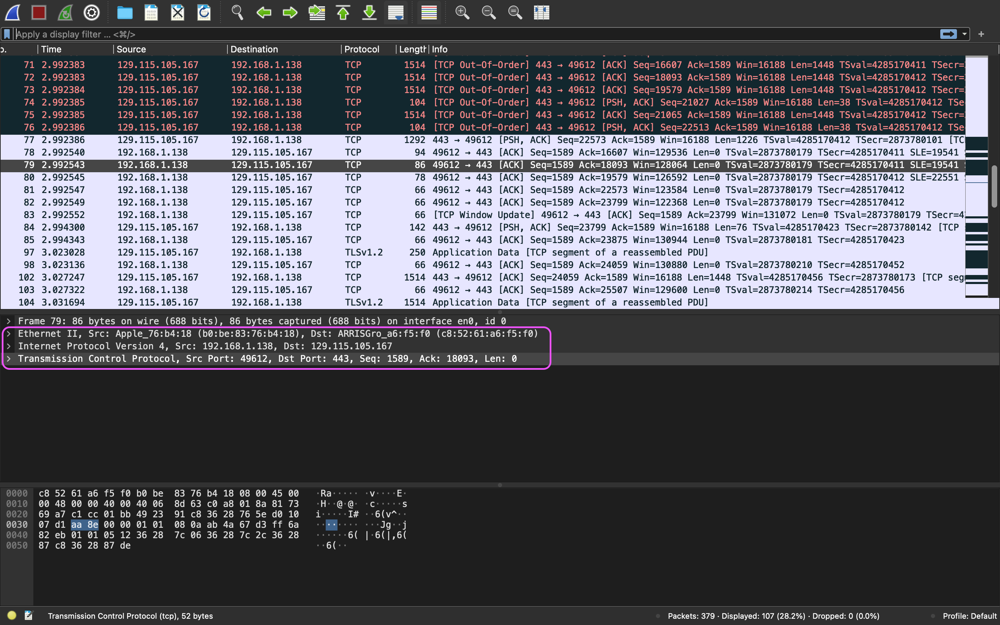 Apply a display filter ... <⌘/>
Time Source Destination Protocol Length Info
71 2.992383 129.115.105.167 192.168.1.138 TCP 1514 [TCP Out-Of-Order] 443 → 49612 [ACK] Seq=16607 Ack=1589 Win=16188 Len=1448 TSval=4285170411 TSecr=
72 2.992383 129.115.105.167 192.168.1.138 TCP 1514 [TCP Out-Of-Order] 443 → 49612 [ACK] Seq=18093 Ack=1589 Win=16188 Len=1448 TSval=4285170412 TSecr=
73 2.992384 129.115.105.167 192.168.1.138 TCP 1514 [TCP Out-Of-Order] 443 → 49612 [ACK] Seq=19579 Ack=1589 Win=16188 Len=1448 TSval=4285170412 TSecr=
74 2.992385 129.115.105.167 192.168.1.138 TCP 104 [TCP Out-Of-Order] 443 → 49612 [PSH, ACK] Seq=21027 Ack=1589 Win=16188 Len=38 TSval=4285170412 TSe
75 2.992385 129.115.105.167 192.168.1.138 TCP 1514 [TCP Out-Of-Order] 443 → 49612 [ACK] Seq=21065 Ack=1589 Win=16188 Len=1448 TSval=4285170412 TSecr=
76 2.992386 129.115.105.167 192.168.1.138 TCP 104 [TCP Out-Of-Order] 443 → 49612 [PSH, ACK] Seq=22513 Ack=1589 Win=16188 Len=38 TSval=4285170412 TSe
77 2.992386 129.115.105.167 192.168.1.138 TCP 1292 443 → 49612 [PSH, ACK] Seq=22573 Ack=1589 Win=16188 Len=1226 TSval=4285170412 TSecr=2873780101 [TC
78 2.992540 192.168.1.138 129.115.105.167 TCP 94 49612 → 443 [ACK] Seq=1589 Ack=16607 Win=129536 Len=0 TSval=2873780179 TSecr=4285170411 SLE=19541
79 2.992543 192.168.1.138 129.115.105.167 TCP 86 49612 → 443 [ACK] Seq=1589 Ack=18093 Win=128064 Len=0 TSval=2873780179 TSecr=4285170411 SLE=19541
80 2.992545 192.168.1.138 129.115.105.167 TCP 78 49612 → 443 [ACK] Seq=1589 Ack=19579 Win=126592 Len=0 TSval=2873780179 TSecr=4285170412 SLE=22551
81 2.992547 192.168.1.138 129.115.105.167 TCP 66 49612 → 443 [ACK] Seq=1589 Ack=22573 Win=123584 Len=0 TSval=2873780179 TSecr=4285170412
82 2.992549 192.168.1.138 129.115.105.167 TCP 66 49612 → 443 [ACK] Seq=1589 Ack=23799 Win=122368 Len=0 TSval=2873780179 TSecr=4285170412
83 2.992552 192.168.1.138 129.115.105.167 TCP 66 [TCP Window Update] 49612 → 443 [ACK] Seq=1589 Ack=23799 Win=131072 Len=0 TSval=2873780179 TSecr=4
84 2.994300 129.115.105.167 192.168.1.138 TCP 142 443 → 49612 [PSH, ACK] Seq=23799 Ack=1589 Win=16188 Len=76 TSval=4285170423 TSecr=2873780142 [TCP
85 2.994343 192.168.1.138 129.115.105.167 TCP 66 49612 → 443 [ACK] Seq=1589 Ack=23875 Win=130944 Len=0 TSval=2873780181 TSecr=4285170423
97 3.023028 129.115.105.167 192.168.1.138 TLSv1.2 250 Application Data [TCP segment of a reassembled PDU]
98 3.023136 192.168.1.138 129.115.105.167 TCP 66 49612 → 443 [ACK] Seq=1589 Ack=24059 Win=130880 Len=0 TSval=2873780210 TSecr=4285170452
102 3.027247 129.115.105.167 192.168.1.138 TCP 1514 443 → 49612 [ACK] Seq=24059 Ack=1589 Win=16188 Len=1448 TSval=4285170456 TSecr=2873780173 [TCP seg
103 3.027322 192.168.1.138 129.115.105.167 TCP 66 49612 → 443 [ACK] Seq=1589 Ack=25507 Win=129600 Len=0 TSval=2873780214 TSecr=4285170456
104 3.031694 129.115.105.167 192.168.1.138 TLSv1.2 1514 Application Data [TCP segment of a reassembled PDU]
> Frame 79: 86 bytes on wire (688 bits), 86 bytes captured (688 bits) on interface en0, id 0
> Ethernet II, Src: Apple_76:b4:18 (b0:be:83:76:b4:18), Dst: ARRISGro_a6:f5:f0 (c8:52:61:a6:f5:f0)
> Internet Protocol Version 4, Src: 192.168.1.138, Dst: 129.115.105.167
> Transmission Control Protocol, Src Port: 49612, Dst Port: 443, Seq: 1589, Ack: 18093, Len: 0
0000 c8 52 61 a6 f5 f0 b0 be 83 76 b4 18 08 00 45 00 ·Ra····· ·v····E·
0010 00 48 00 00 40 00 40 06 8d 63 c0 a8 01 8a 81 73 ·H··@·@· ·c·····s
0020 69 a7 c1 cc 01 bb 49 23 91 c8 36 28 76 5e d0 10 i·····I# ··6(v^··
0030 07 d1 aa 8e 00 00 01 01 08 0a ab 4a 67 d3 ff 6a ········ ···Jg··j
0040 82 eb 01 01 05 12 36 28 7c 06 36 28 7c 2c 36 28 ······6( |·6(|,6(
0050 87 c8 36 28 87 de ··6(··
Transmission Control Protocol (tcp), 52 bytes Packets: 379 · Displayed: 107 (28.2%) · Dropped: 0 (0.0%) Profile: Default